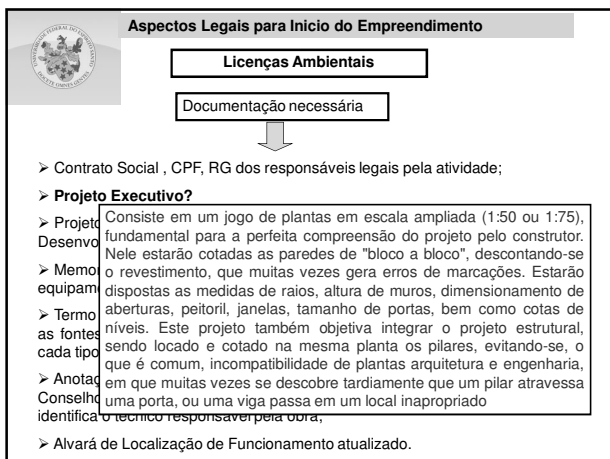 Aspectos Legais para Inicio do Empreendimento
Licenças Ambientais
Documentação necessária
➢ Contrato Social , CPF, RG dos responsáveis legais pela atividade;
➢ Projeto Executivo?
➢ Projeto
Desenvo
➢ Memor
equipame
➢ Termo
as fontes
cada tipo
➢ Anotaç
Conselho
identifica o técnico responsável pela obra;
Consiste em um jogo de plantas em escala ampliada (1:50 ou 1:75),
fundamental para a perfeita compreensão do projeto pelo construtor.
Nele estarão cotadas as paredes de "bloco a bloco", descontando-se
o revestimento, que muitas vezes gera erros de marcações. Estarão
dispostas as medidas de raios, altura de muros, dimensionamento de
aberturas, peitoril, janelas, tamanho de portas, bem como cotas de
níveis. Este projeto também objetiva integrar o projeto estrutural,
sendo locado e cotado na mesma planta os pilares, evitando-se, o
que é comum, incompatibilidade de plantas arquitetura e engenharia,
em que muitas vezes se descobre tardiamente que um pilar atravessa
uma porta, ou uma viga passa em um local inapropriado
➢ Alvará de Localização de Funcionamento atualizado.